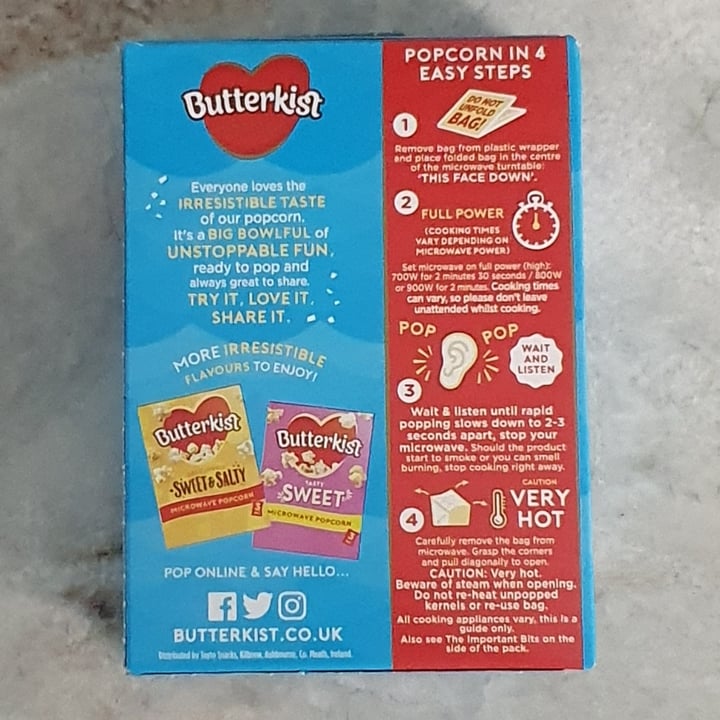 Butterkist
Everyone loves the
IRRESISTIBLE TASTE
of our popcorn.
It's a BIG BOWLFUL of
UNSTOPPABLE FUN,
ready to pop and
always great to share.
TRY IT, LOVE IT,
SHARE IT.
MORE IRRESISTIBLE
FLAVOURS TO ENJOY!
Butterkist
SWEET & SALTY
MICROWAVE POPCORN
Butterkist
TASTY
SWEET
MICROWAVE POPCORN
POP ONLINE & SAY HELLO...
BUTTERKIST.CO.UK
Distributed by Tayto Snacks, Kilbrew, Ashbourne, Co. Meath, Ireland.
POPCORN IN 4
EASY STEPS
1
DO NOT
UNFOLD
BAG!
Remove bag from plastic wrapper
and place folded bag in the centre
of the microwave turntable:
'THIS FACE DOWN'.
2
FULL POWER
(COOKING TIMES
VARY DEPENDING ON
MICROWAVE POWER)
Set microwave on full power (high):
700W for 2 minutes 30 seconds / 800W
or 900W for 2 minutes. Cooking times
can vary, so please don't leave
unattended whilst cooking.
POP POP
WAIT
AND
LISTEN
3
Wait & listen until rapid
popping slows down to 2-3
seconds apart, stop your
microwave. Should the product
start to smoke or you can smell
burning, stop cooking right away.
4
CAUTION
VERY
HOT
Carefully remove the bag from
microwave. Grasp the corners
and pull diagonally to open.
CAUTION: Very hot.
Beware of steam when opening.
Do not re-heat unpopped
kernels or re-use bag.
All cooking appliances vary, this is a
guide only.
Also see The Important Bits on the
side of the pack.